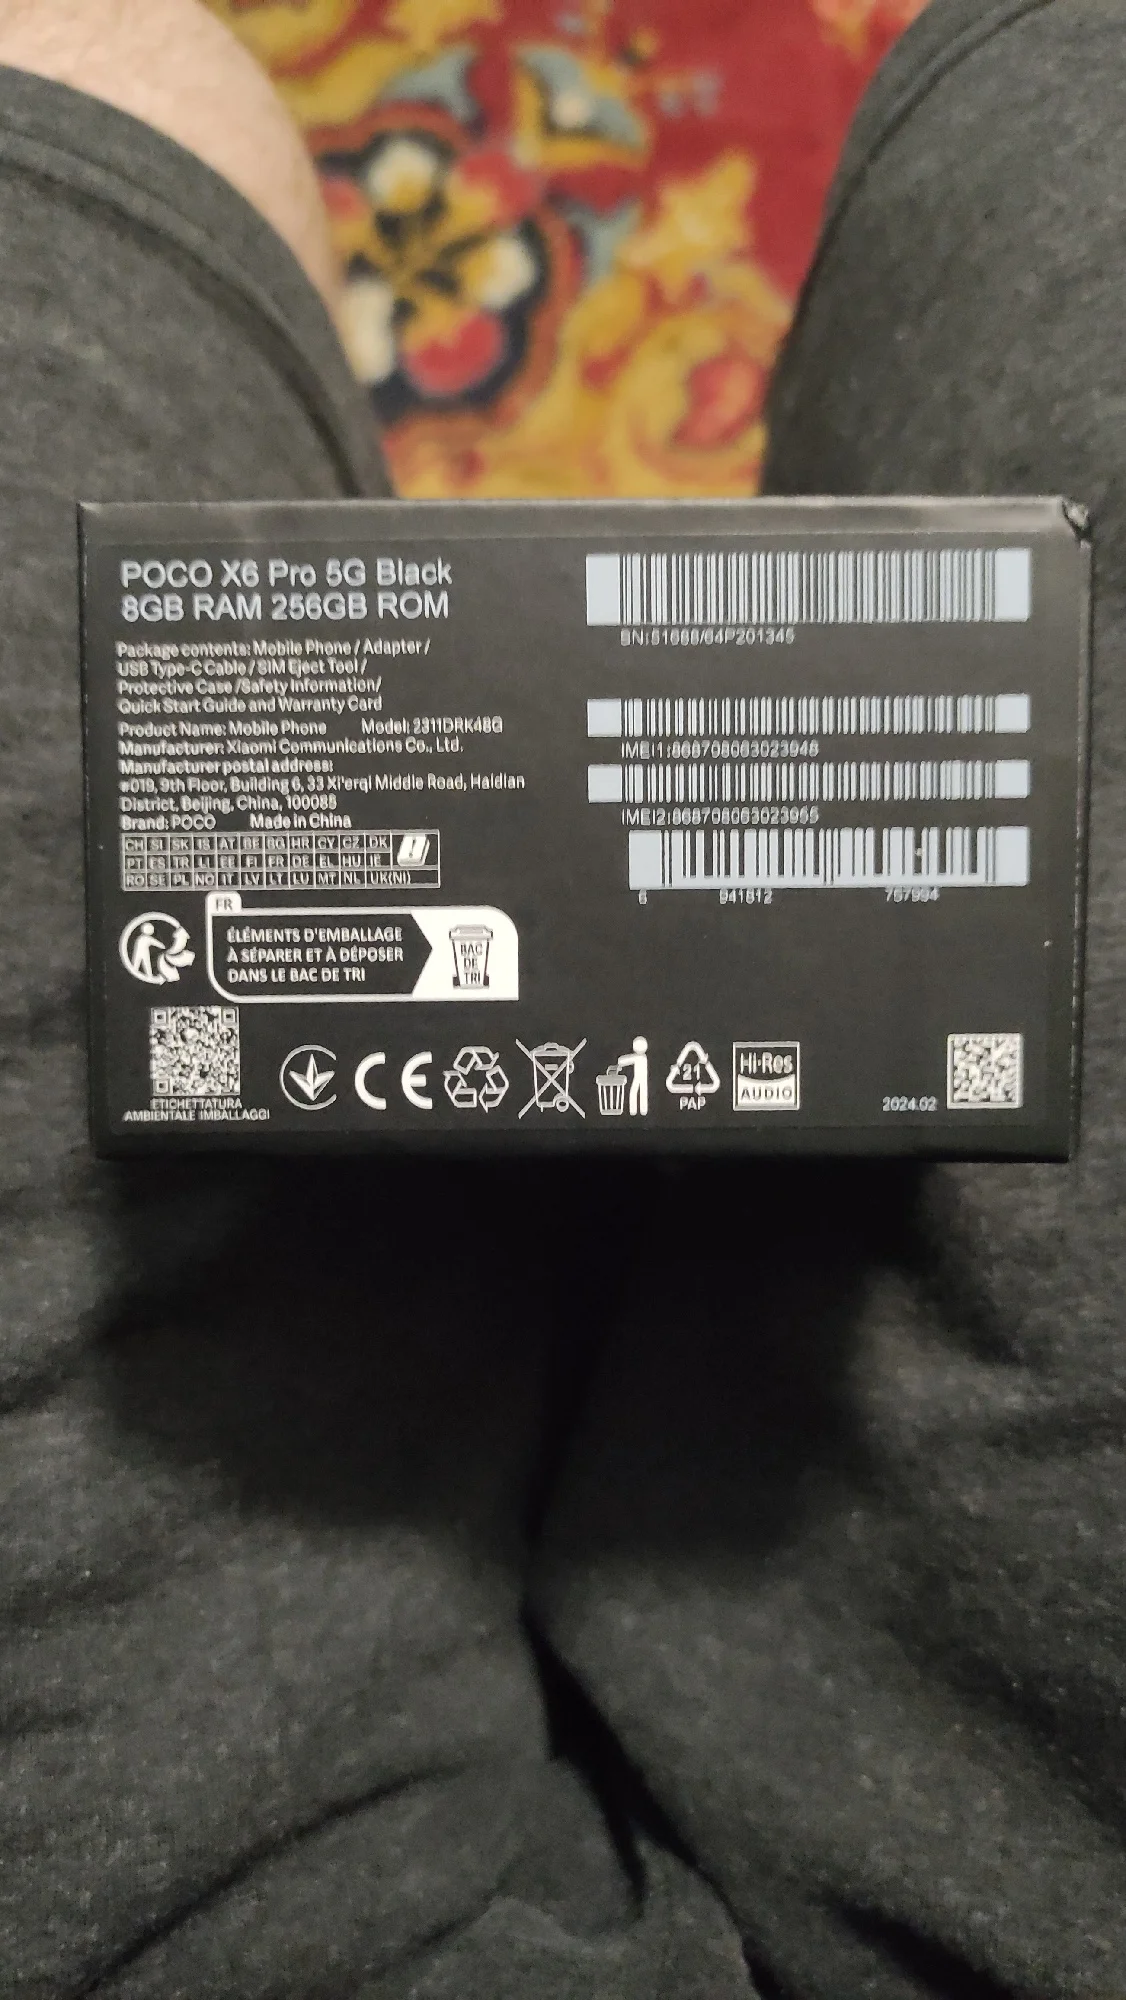 POCO X6 Pro 5G Black
8GB RAM 256GB ROM
Package contents: Mobile Phone / Adapter /
USB Type-C Cable / SIM Eject Tool /
Protective Case /Safety Information/
Quick Start Guide and Warranty Card
Product Name: Mobile Phone Model: 2311DRK48G
Manufacturer: Xiaomi Communications Co., Ltd.
Manufacturer postal address:
#019, 9th Floor, Building 6, 33 Xi'erqi Middle Road, Haidian
District, Beijing, China, 100085
Brand: POCO Made in China
CH SI SK IS AT BE BG HR CY CZ DK
PT ES TR LI EE FI FR DE EL HU IE
RO SE PL NO IT LV LT LU MT NL UK(NI)
FR
ÉLÉMENTS D'EMBALLAGE
À SÉPARER ET À DÉPOSER
DANS LE BAC DE TRI
BAC
DE
TRI
ETICHETTATURA
AMBIENTALE IMBALLAGGI
CE
21
PAP
Hi-Res
AUDIO
SN:
IMEI1:868708063023948
IMEI2:868708063023955
6 941812 757994
2024.02